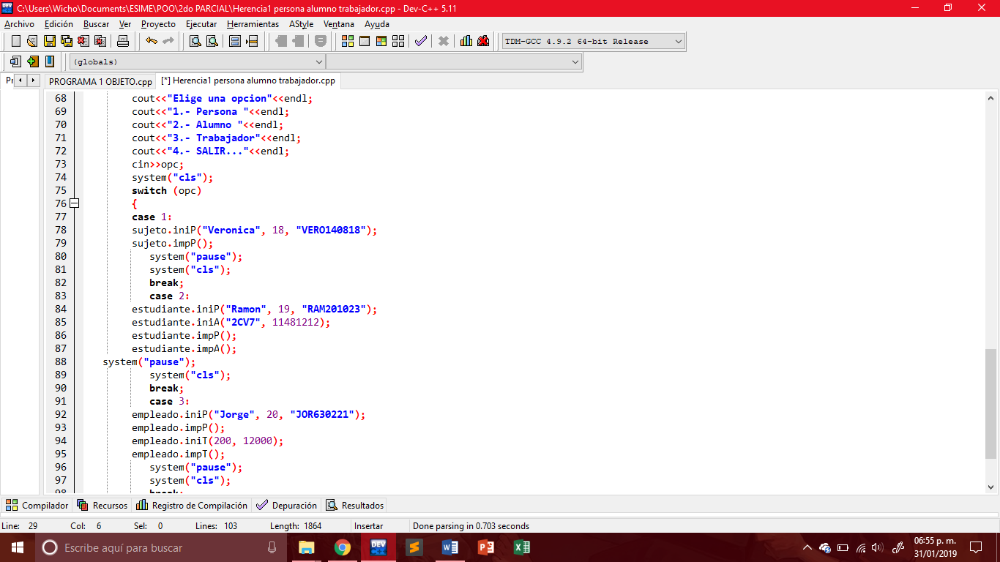 C:\Users\Wicho\Documents\ESIME\POO\2do PARCIAL\Herencia1 persona alumno trabajador.cpp - Dev-C++ 5.11
Archivo Edición Buscar Ver Proyecto Ejecutar Herramientas AStyle Ventana Ayuda
TDM-GCC 4.9.2 64-bit Release
(globals)
PROGRAMA 1 OBJETO.cpp [*] Herencia1 persona alumno trabajador.cpp
68 cout<<"Elige una opcion"<<endl;
69 cout<<"1.- Persona "<<endl;
70 cout<<"2.- Alumno "<<endl;
71 cout<<"3.- Trabajador"<<endl;
72 cout<<"4.- SALIR..."<<endl;
73 cin>>opc;
74 system("cls");
75 switch (opc)
76 {
77 case 1:
78 sujeto.iniP("Veronica", 18, "VERO140818");
79 sujeto.impP();
80 system("pause");
81 system("cls");
82 break;
83 case 2:
84 estudiante.iniP("Ramon", 19, "RAM201023");
85 estudiante.iniA("2CV7", 11481212);
86 estudiante.impP();
87 estudiante.impA();
88 system("pause");
89 system("cls");
90 break;
91 case 3:
92 empleado.iniP("Jorge", 20, "JOR630221");
93 empleado.impP();
94 empleado.iniT(200, 12000);
95 empleado.impT();
96 system("pause");
97 system("cls");
98 break;
Compilador Recursos Registro de Compilación Depuración Resultados
Line: 29 Col: 6 Sel: 0 Lines: 103 Length: 1864 Insertar Done parsing in 0.703 seconds
Escribe aquí para buscar
06:55 p. m.
31/01/2019